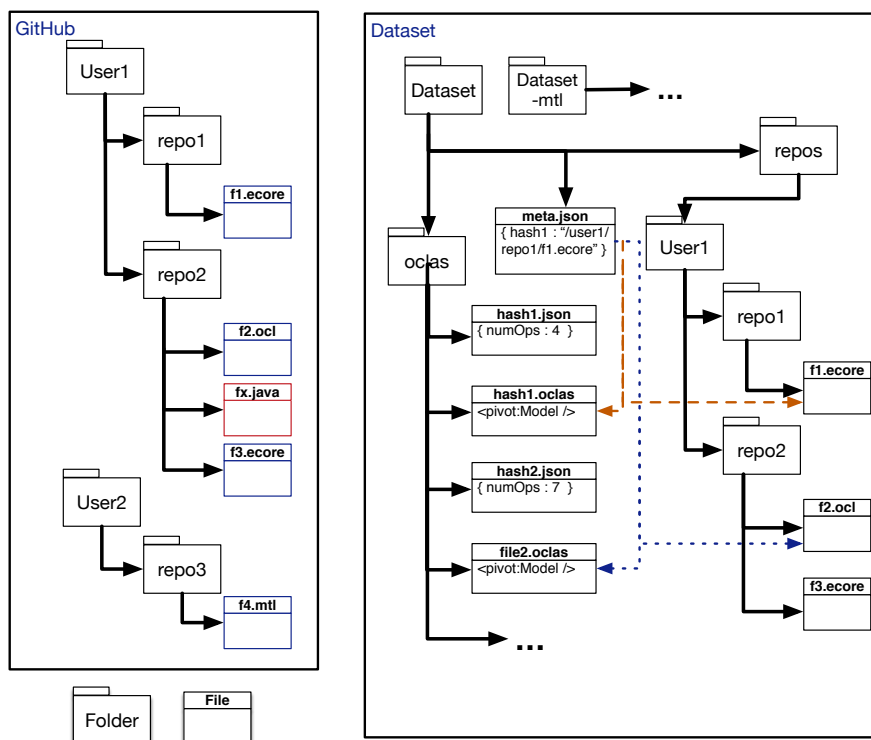 GitHub
User1
repo1
f1.ecore
repo2
f2.ocl
fx.java
f3.ecore
User2
repo3
f4.mtl
Folder
File
Dataset
Dataset
Dataset
-mtl
...
repos
meta.json
{ hash1 : “/user1/
repo1/f1.ecore” }
oclas
User1
hash1.json
{ numOps : 4 }
repo1
hash1.oclas
<pivot:Model />
f1.ecore
repo2
hash2.json
{ numOps : 7 }
f2.ocl
file2.oclas
<pivot:Model />
f3.ecore
...